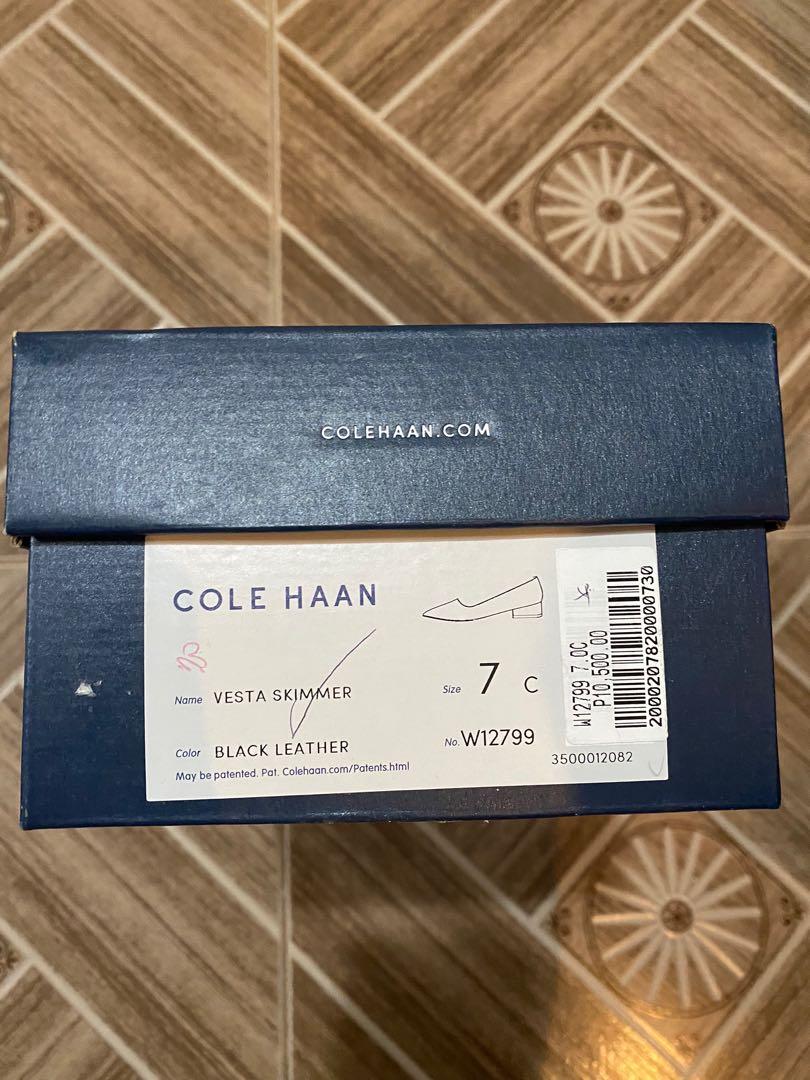 COLEHAAN.COM
COLE HAAN
Name VESTA SKIMMER
Size 7 C
Color BLACK LEATHER
No. W12799
May be patented. Pat. Colehaan.com/Patents.html
3500012082
W12799 7.0C
P10,500.00
2000207820000730